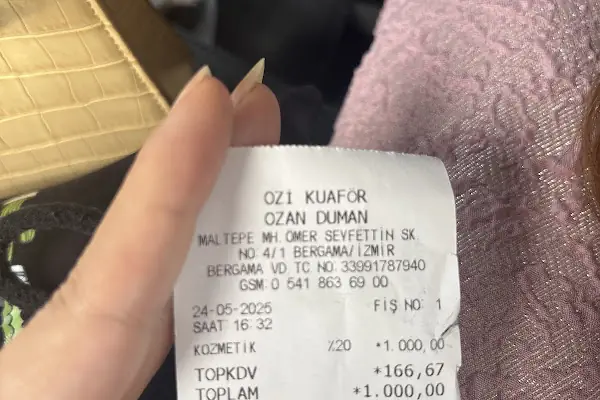 OZİ KUAFÖR
OZAN DUMAN
MALTEPE MH. ÖMER SEYFETTİN SK.
NO: 4/1 BERGAMA/İZMİR
BERGAMA VD. TC NO: 33991787940
GSM: 0 541 863 69 00
24-05-2025 FİŞ NO: 1
SAAT: 16:32
KOZMETİK %20 *1.000,00
TOPKDV *166,67
TOPLAM *1.000,00